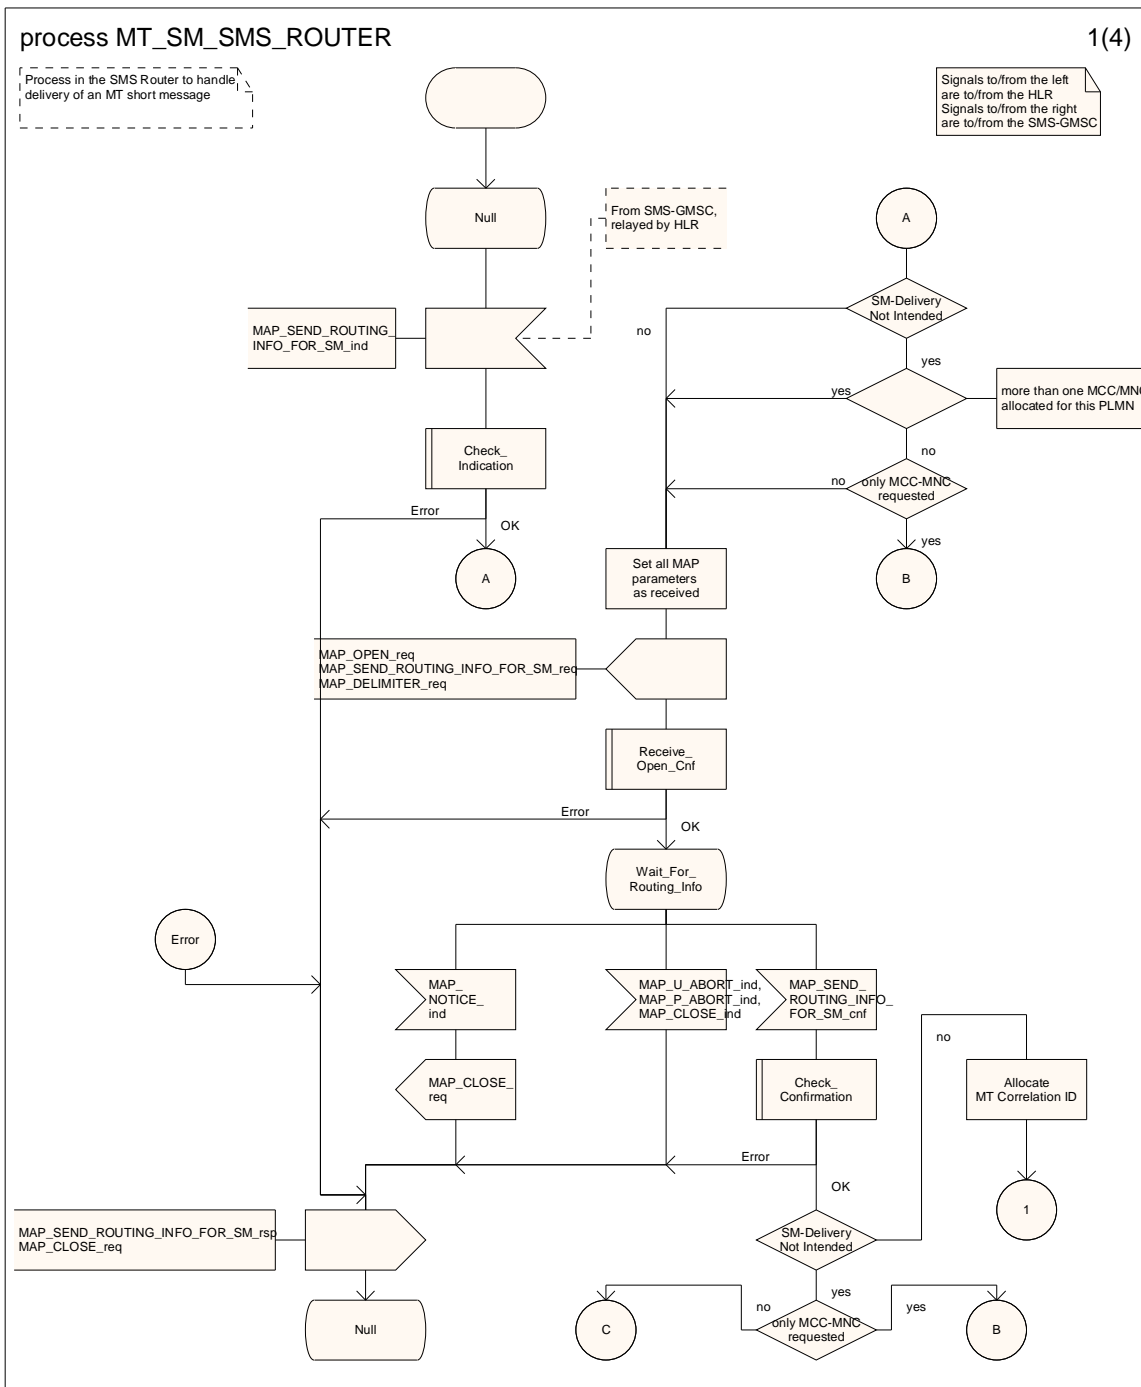 process MT_SM_SMS_ROUTER
1(4)
Process in the SMS Router to handle
delivery of an MT short message
Signals to/from the left
are to/from the HLR
Signals to/from the right
are to/from the SMS-GMSC
Null
From SMS-GMSC,
relayed by HLR
A
SM-Delivery
Not Intended
MAP_SEND_ROUTING_
INFO_FOR_SM_ind
no
yes
yes
more than one MCC/MNC
allocated for this PLMN
Check_
Indication
no
only MCC-MNC
requested
no
Error
OK
yes
A
Set all MAP
parameters
as received
B
MAP_OPEN_req
MAP_SEND_ROUTING_INFO_FOR_SM_req
MAP_DELIMITER_req
Receive_
Open_Cnf
Error
OK
Wait_For_
Routing_Info
Error
MAP_
NOTICE_
ind
MAP_U_ABORT_ind,
MAP_P_ABORT_ind,
MAP_CLOSE_ind
MAP_SEND_
ROUTING_INFO_
FOR_SM_cnf
no
MAP_CLOSE_
req
Check_
Confirmation
Allocate
MT Correlation ID
Error
OK
1
MAP_SEND_ROUTING_INFO_FOR_SM_rsp
MAP_CLOSE_req
SM-Delivery
Not Intended
yes
no
yes
Null
C
only MCC-MNC
requested
B